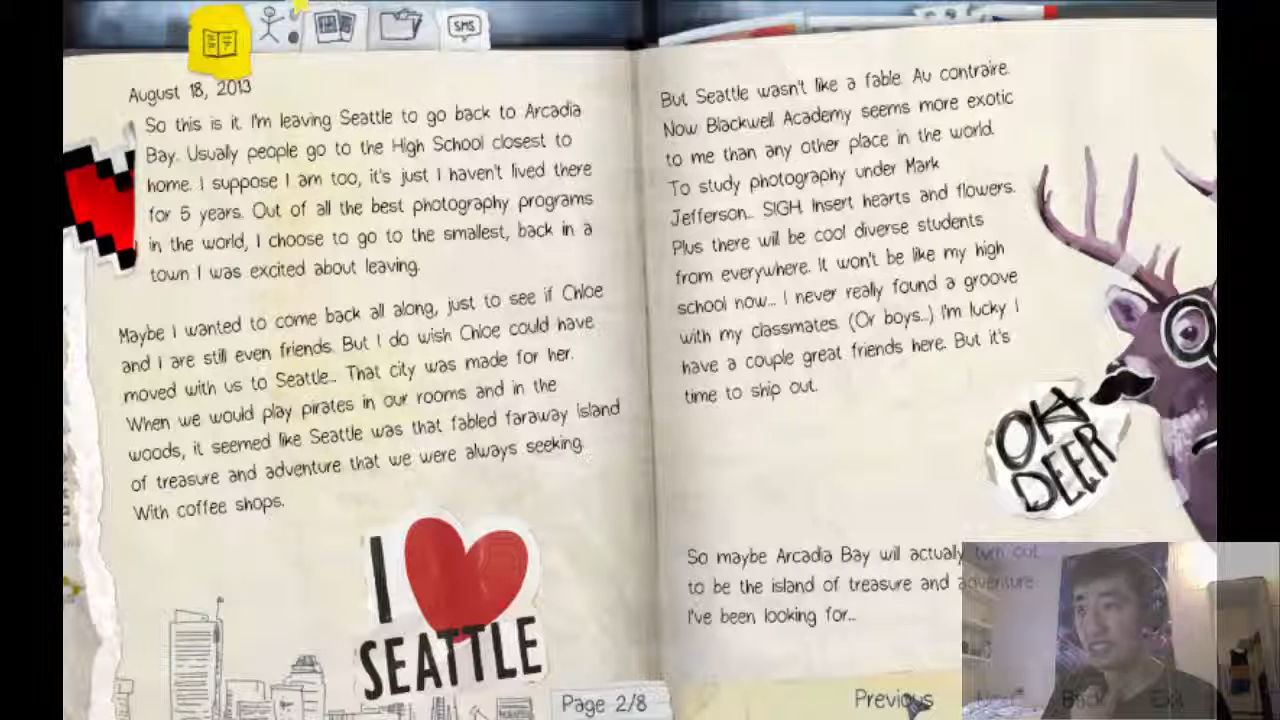 SMS
August 18, 2013
So this is it. I'm leaving Seattle to go back to Arcadia
Bay. Usually people go to the High School closest to
home. I suppose I am too, it's just I haven't lived there
for 5 years. Out of all the best photography programs
in the world, I choose to go to the smallest, back in a
town I was excited about leaving.
Maybe I wanted to come back all along, just to see if Chloe
and I are still even friends. But I do wish Chloe could have
moved with us to Seattle... That city was made for her.
When we would play pirates in our rooms and in the
woods, it seemed like Seattle was that fabled faraway island
of treasure and adventure that we were always seeking.
With coffee shops.
I
SEATTLE
But Seattle wasn't like a fable. Au contraire.
Now Blackwell Academy seems more exotic
to me than any other place in the world.
To study photography under Mark
Jefferson... SIGH. Insert hearts and flowers.
Plus there will be cool diverse students
from everywhere. It won't be like my high
school now... I never really found a groove
with my classmates. (Or boys...) I'm lucky I
have a couple great friends here. But it's
time to ship out.
OH
DEER
So maybe Arcadia Bay will actually turn out
to be the island of treasure and adventure
I've been looking for...
Page 2/8
Previous Next Back Exit